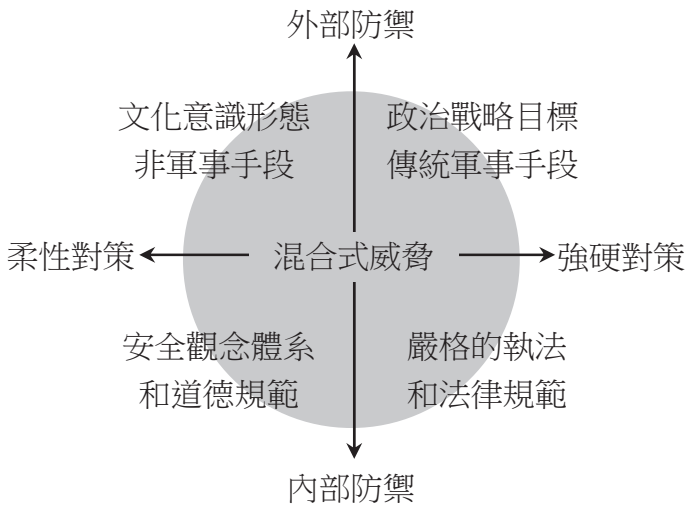 外部防禦
文化意識形態
非軍事手段
政治戰略目標
傳統軍事手段
柔性對策
混合式威脅
強硬對策
安全觀念體系
和道德規範
嚴格的執法
和法律規範
內部防禦